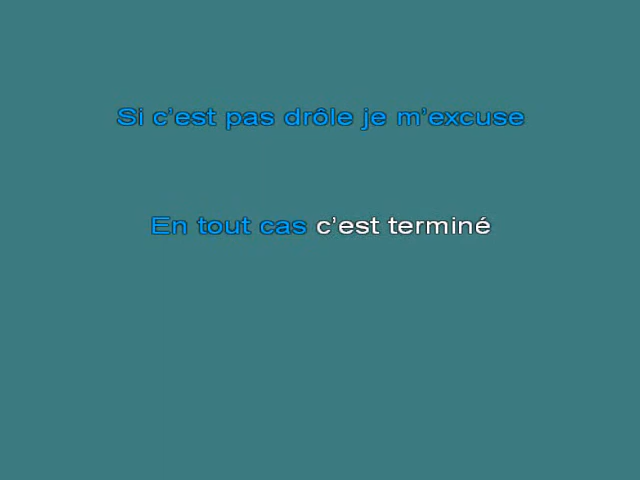 Si c’est pas drôle je m’excuse
En tout cas c’est terminé